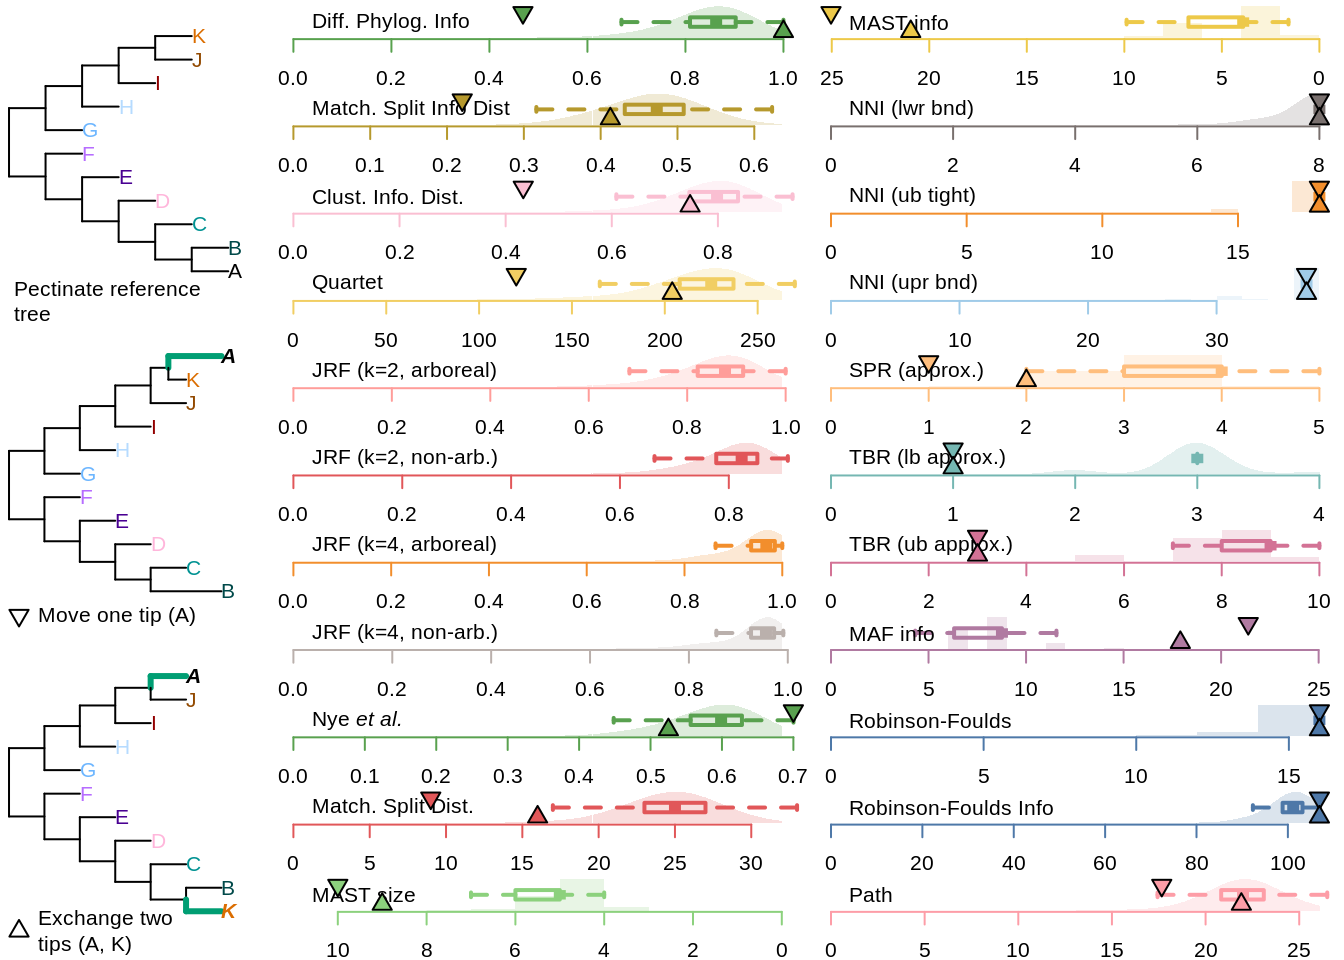 K
J
I
H
G
F
E
D
C
B
A
Pectinate reference
tree
A
K
J
I
H
G
F
E
D
C
B
Move one tip (A)
A
J
I
H
G
F
E
D
C
B
K
Exchange two
tips (A, K)
Diff. Phylog. Info
0.0 0.2 0.4 0.6 0.8 1.0
Match. Split Info Dist
0.0 0.1 0.2 0.3 0.4 0.5 0.6
Clust. Info. Dist.
0.0 0.2 0.4 0.6 0.8
Quartet
0 50 100 150 200 250
JRF (k=2, arboreal)
0.0 0.2 0.4 0.6 0.8 1.0
JRF (k=2, non-arb.)
0.0 0.2 0.4 0.6 0.8
JRF (k=4, arboreal)
0.0 0.2 0.4 0.6 0.8 1.0
JRF (k=4, non-arb.)
0.0 0.2 0.4 0.6 0.8 1.0
Nye et al.
0.0 0.1 0.2 0.3 0.4 0.5 0.6 0.7
Match. Split Dist.
0 5 10 15 20 25 30
MAST size
10 8 6 4 2 0
MAST info
25 20 15 10 5 0
NNI (lwr bnd)
0 2 4 6 8
NNI (ub tight)
0 5 10 15
NNI (upr bnd)
0 10 20 30
SPR (approx.)
0 1 2 3 4 5
TBR (lb approx.)
0 1 2 3 4
TBR (ub approx.)
0 2 4 6 8 10
MAF info
0 5 10 15 20 25
Robinson-Foulds
0 5 10 15
Robinson-Foulds Info
0 20 40 60 80 100
Path
0 5 10 15 20 25